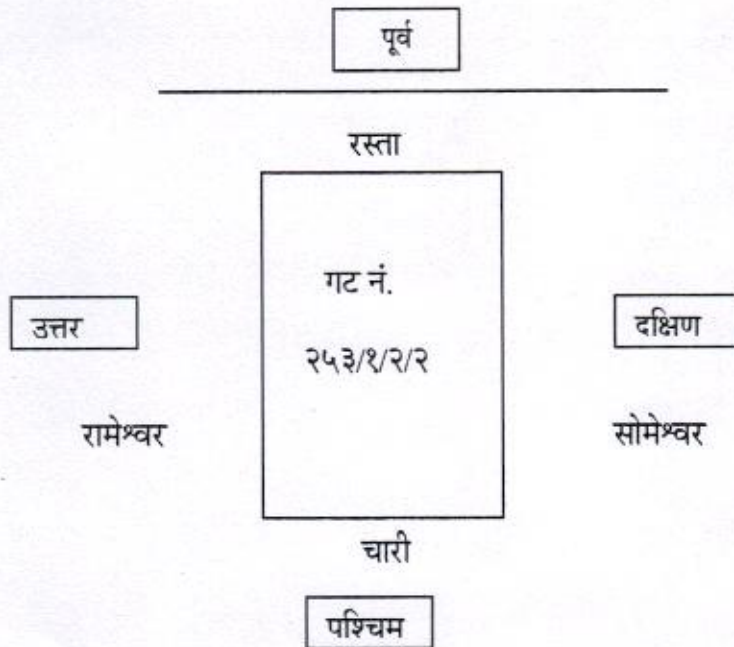 पूर्व
रस्ता
गट नं.
उत्तर
दक्षिण
२५३/१/२/२
रामेश्वर
सोमेश्वर
चारी
पश्चिम